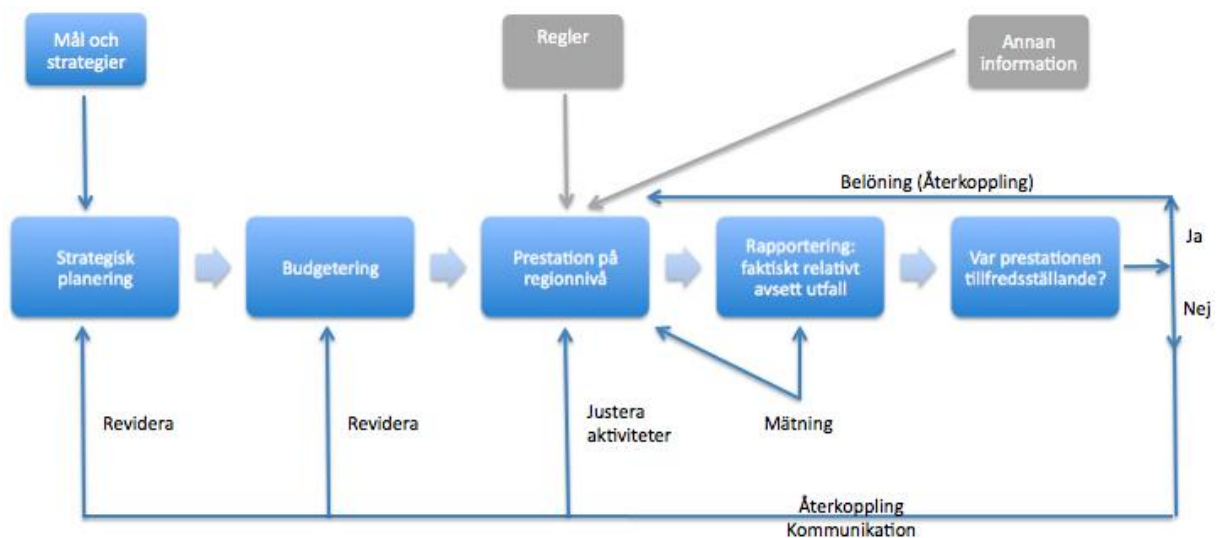 Mål och
strategier
Regler
Annan
information
Belöning (Återkoppling)
Ja
Strategisk
planering
Budgetering
Prestation på
regionnivå
Rapportering:
faktiskt relativt
avsett utfall
Var prestationen
tillfredsställande?
Nej
Revidera
Revidera
Justera
aktiviteter
Mätning
Återkoppling
Kommunikation